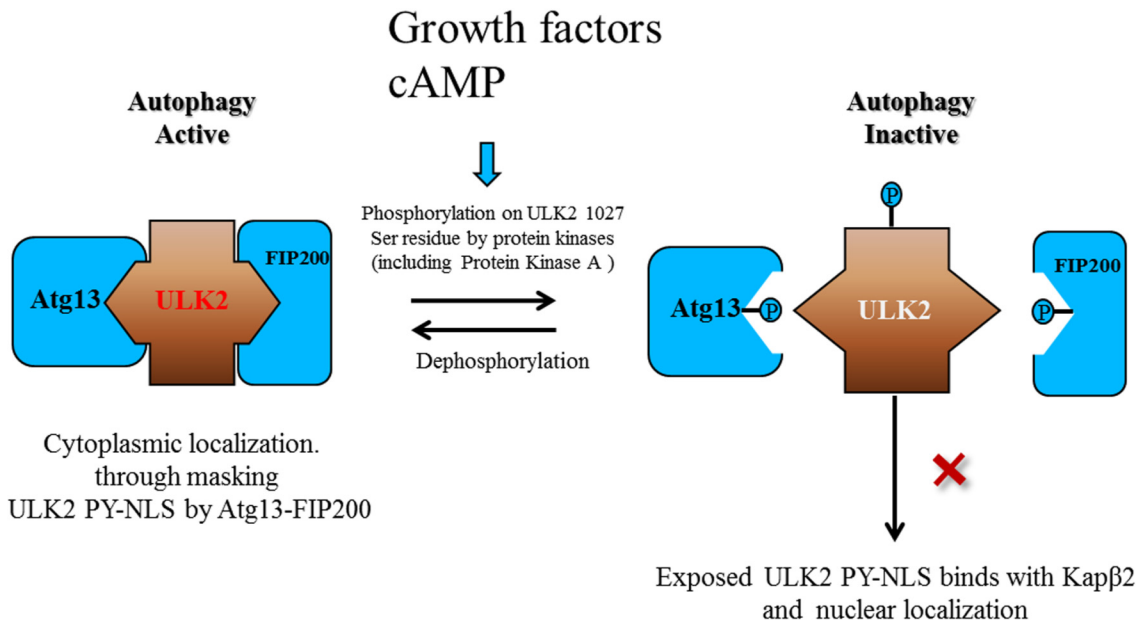 Growth factors
cAMP
Autophagy
Active
Autophagy
Inactive
Phosphorylation on ULK2 1027
Ser residue by protein kinases
(including Protein Kinase A )
Dephosphorylation
Atg13
ULK2
FIP200
P
Atg13
P
ULK2
P
FIP200
Cytoplasmic localization.
through masking
ULK2 PY-NLS by Atg13-FIP200
Exposed ULK2 PY-NLS binds with Kapβ2
and nuclear localization